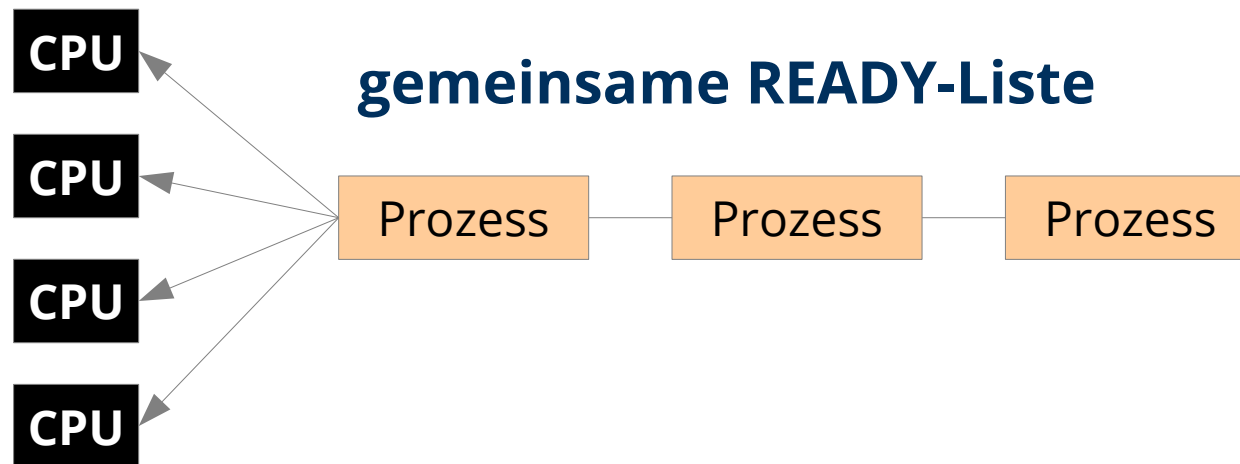 CPU
gemeinsame READY-Liste
CPU
Prozess Prozess Prozess
CPU
CPU